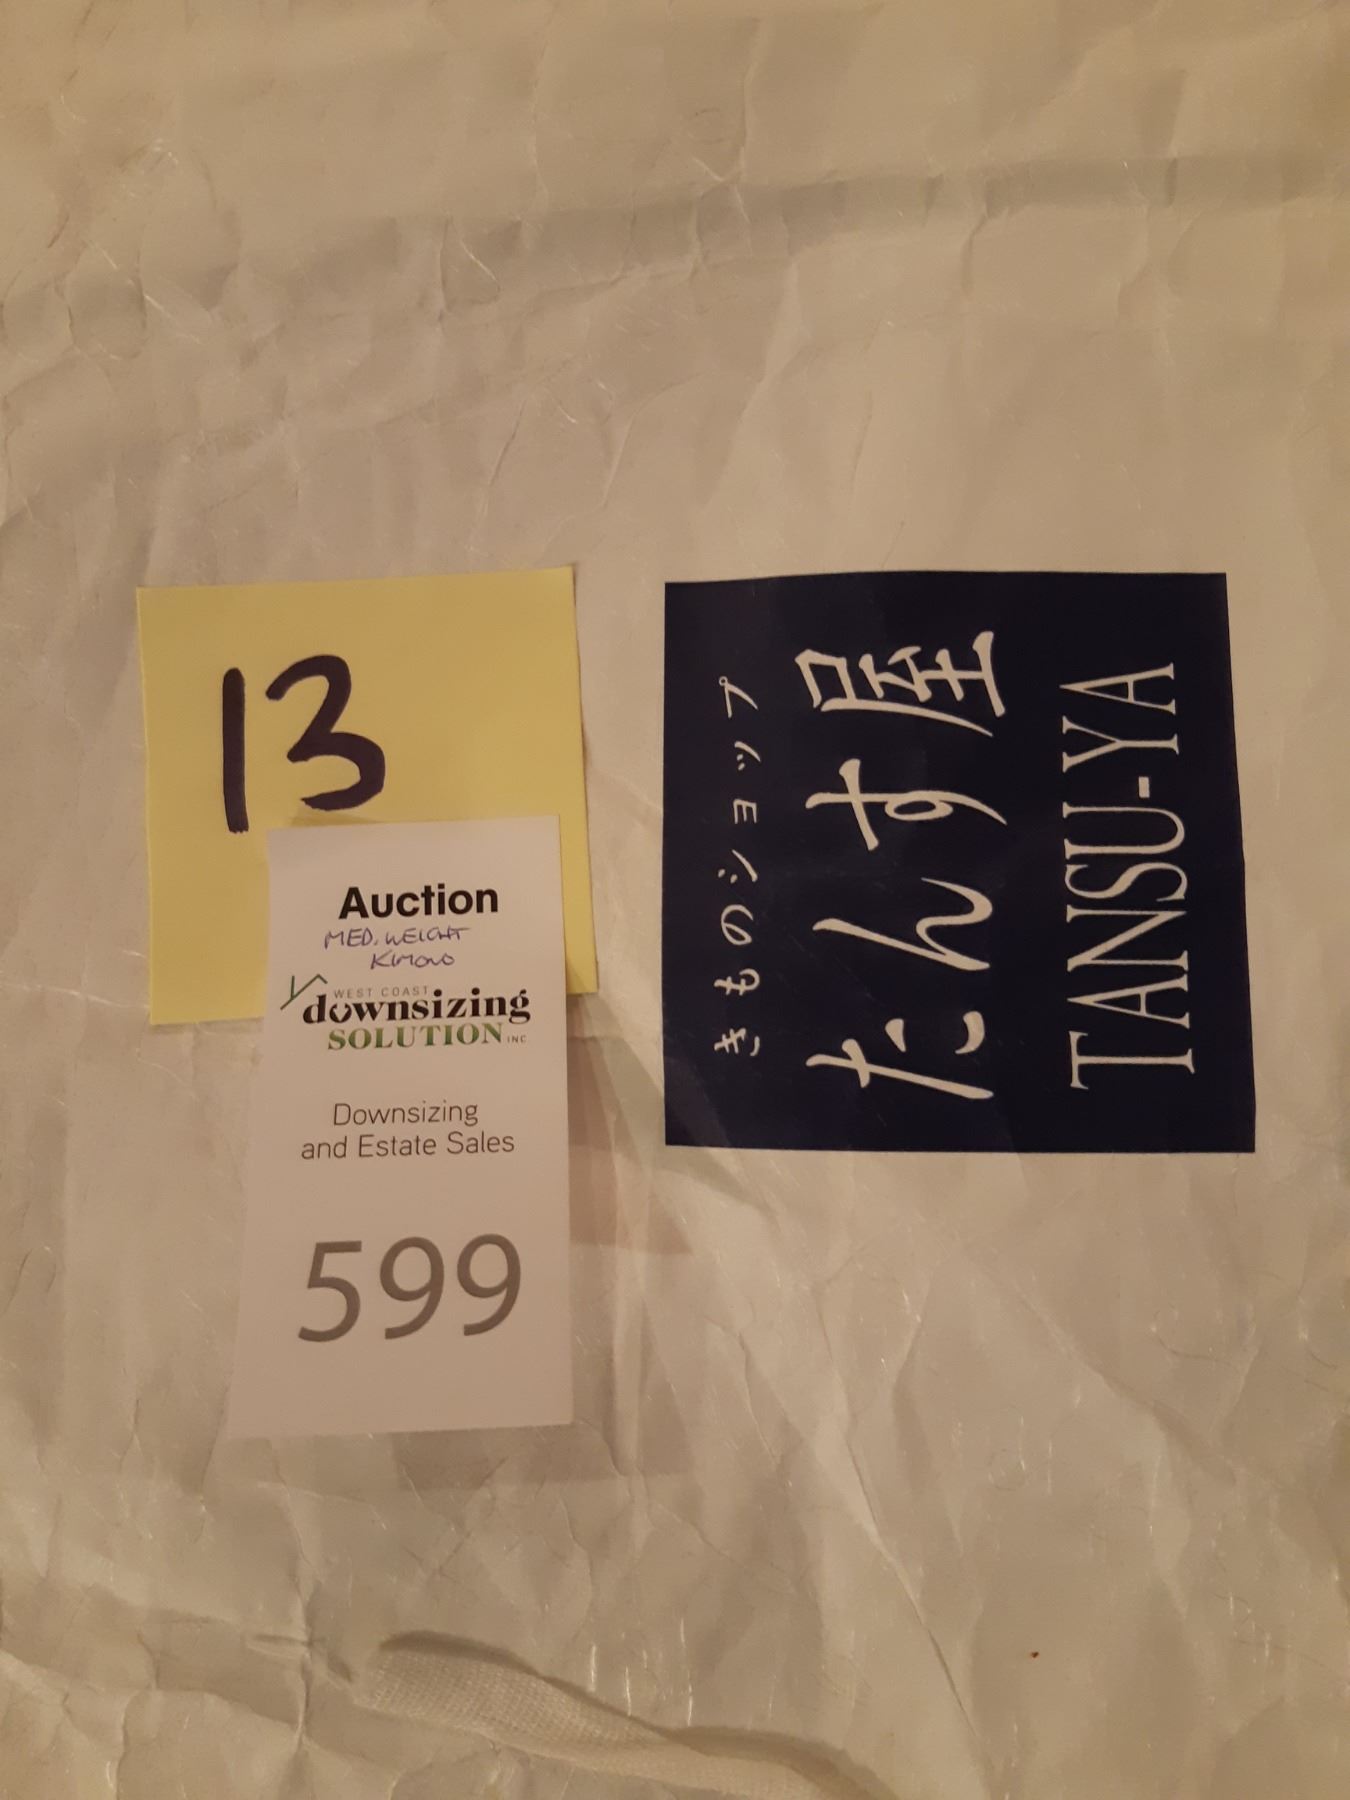 13
Auction
MED. WEIGHT
KIMONO
WEST COAST
downsizing
SOLUTION INC
Downsizing
and Estate Sales
599
きものショップ
たんす屋
TANSU-YA